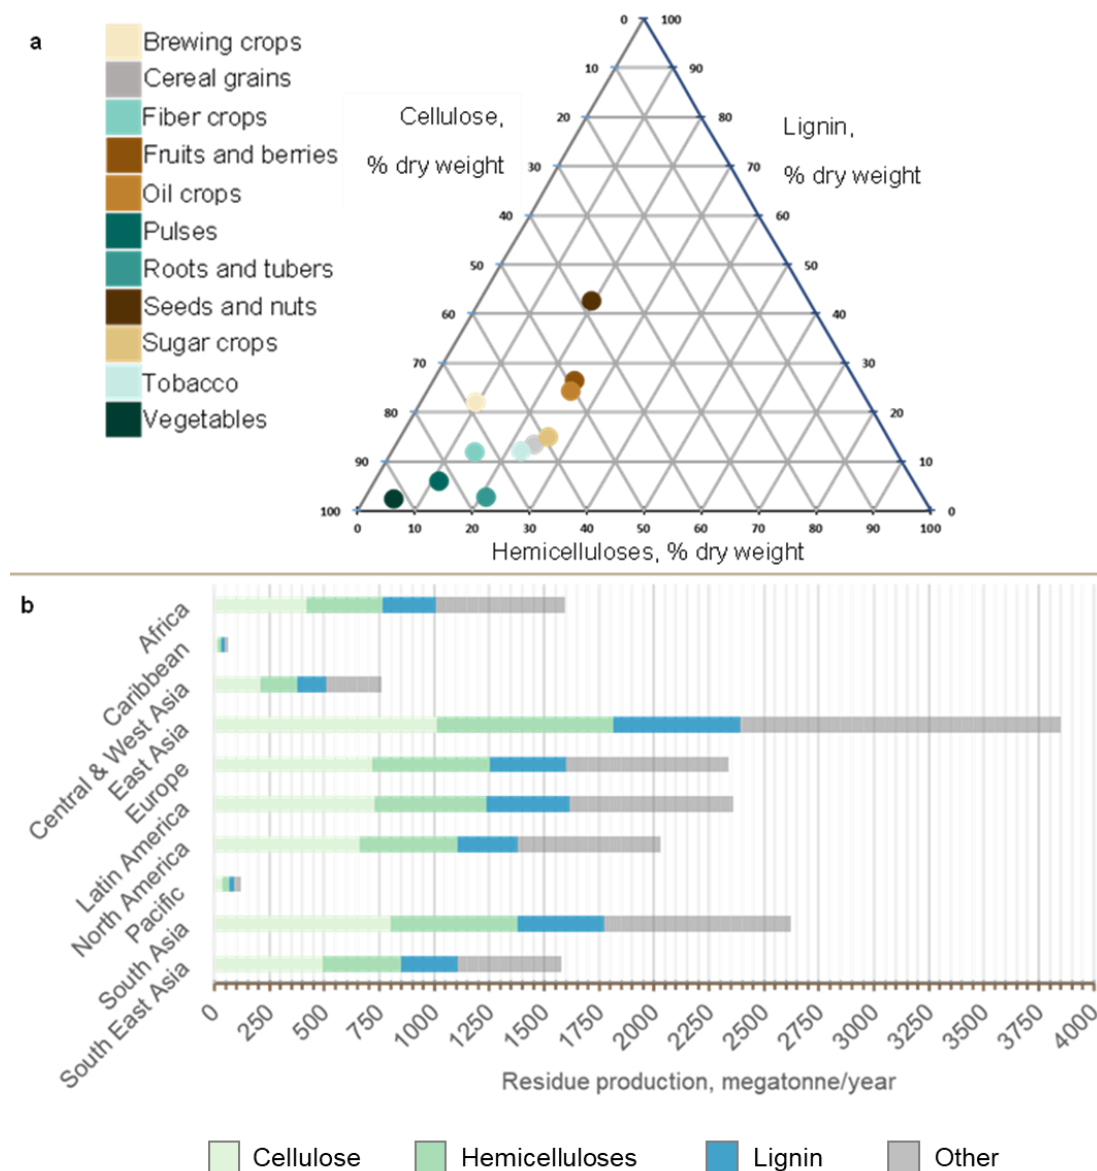 a
Brewing crops
Cereal grains
Fiber crops
Fruits and berries
Oil crops
Pulses
Roots and tubers
Seeds and nuts
Sugar crops
Tobacco
Vegetables
Cellulose,
% dry weight
Lignin,
% dry weight
0 100
10 90
20 80
30 70
40 60
50 50
60 40
70 30
80 20
90 10
100 0
0 10 20 30 40 50 60 70 80 90 100
Hemicelluloses, % dry weight
b
Africa
Caribbean
Central & West Asia
East Asia
Europe
Latin America
North America
Pacific
South Asia
South East Asia
0 250 500 750 1000 1250 1500 1750 2000 2250 2500 2750 3000 3250 3500 3750 4000
Residue production, megatonne/year
Cellulose Hemicelluloses Lignin Other